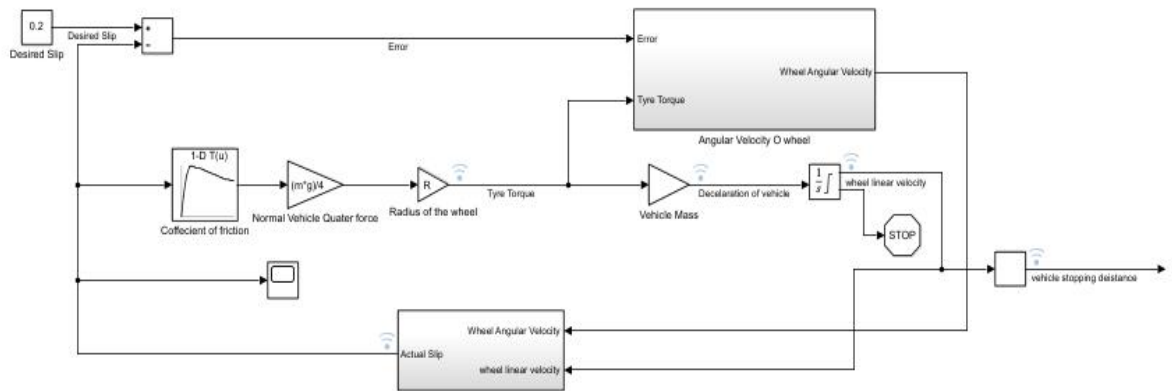 0.2
Desired Slip
Desired Slip
+
−
Error
Error
Tyre Torque
Wheel Angular Velocity
Angular Velocity O wheel
1-D T(u)
Coffecient of friction
(m*g)/4
Normal Vehicle Quater force
R
Radius of the wheel
Tyre Torque
Vehicle Mass
Decelaration of vehicle
1
s
wheel linear velocity
STOP
vehicle stopping deistance
Wheel Angular Velocity
Actual Slip
wheel linear velocity